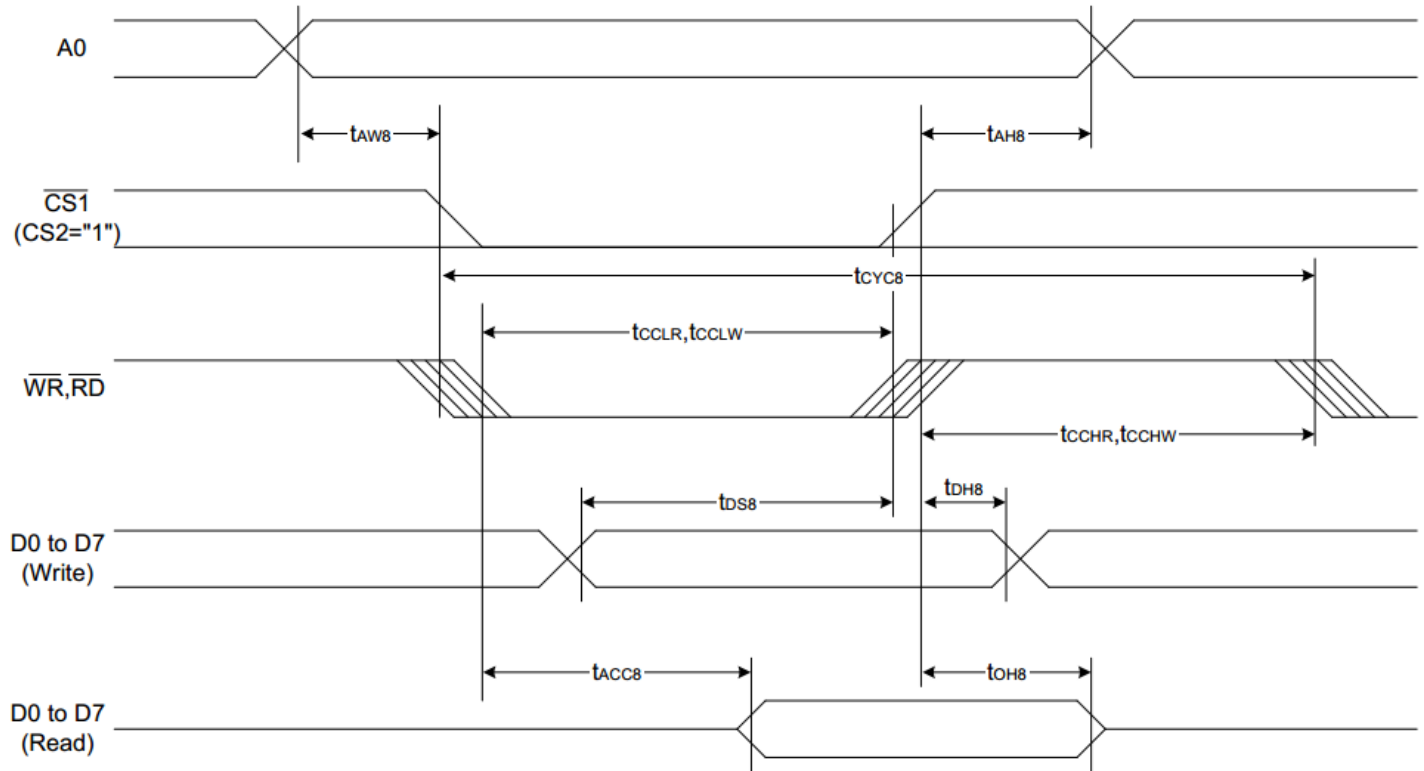 A0
tAW8
tAH8
CS1
(CS2="1")
tCYC8
tCCLR,tCCLW
WR,RD
tCCHR,tCCHW
tDS8
tDH8
D0 to D7
(Write)
tACC8
tOH8
D0 to D7
(Read)